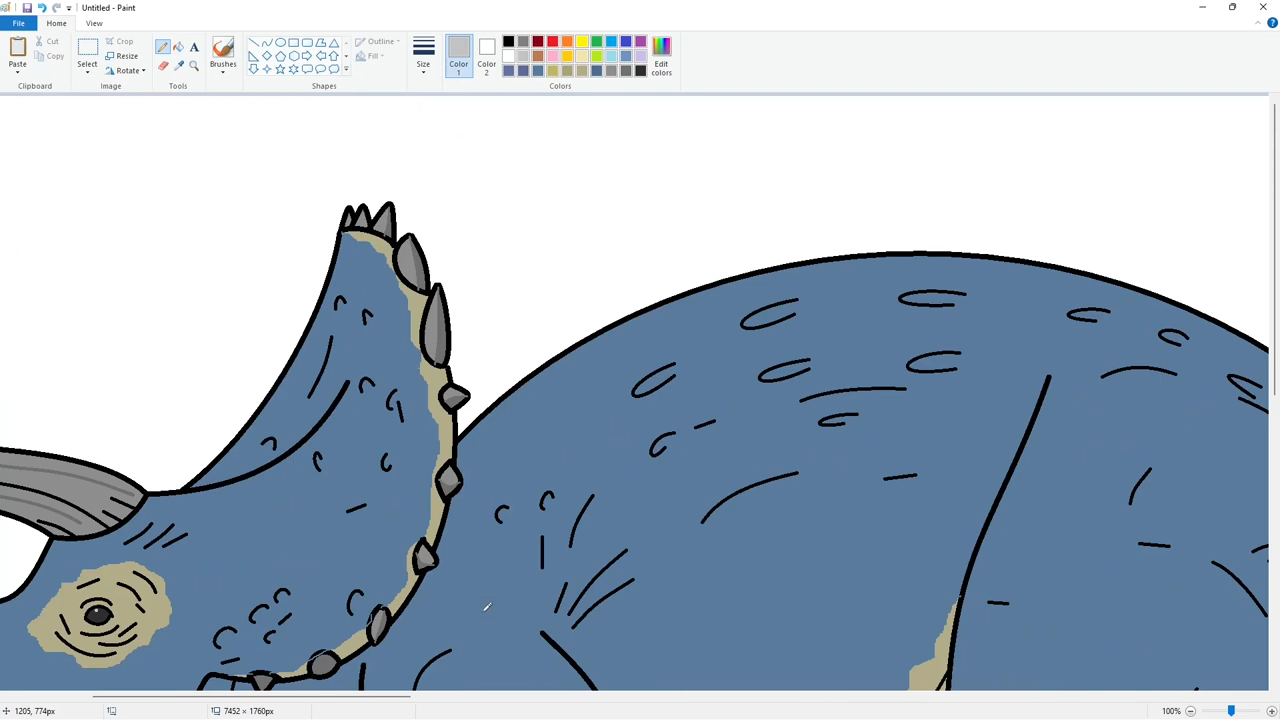 Untitled - Paint
File
Home
View
Paste
Cut
Copy
Clipboard
Select
Crop
Resize
Rotate
Image
A
Tools
Brushes
Outline
Fill
Shapes
Size
Color
1
Color
2
Edit
colors
Colors
1205, 774px
7452 × 1760px
100%